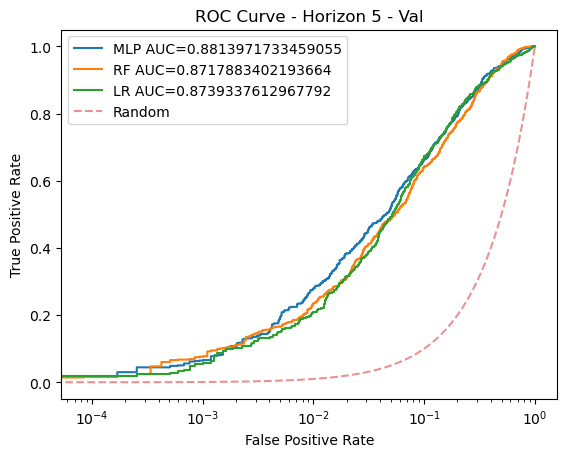 ROC Curve - Horizon 5 - Val
MLP AUC=0.8813971733459055
RF AUC=0.8717883402193664
LR AUC=0.8739337612967792
Random
True Positive Rate
1.0
0.8
0.6
0.4
0.2
0.0
10⁻⁴
10⁻³
10⁻²
10⁻¹
10⁰
False Positive Rate